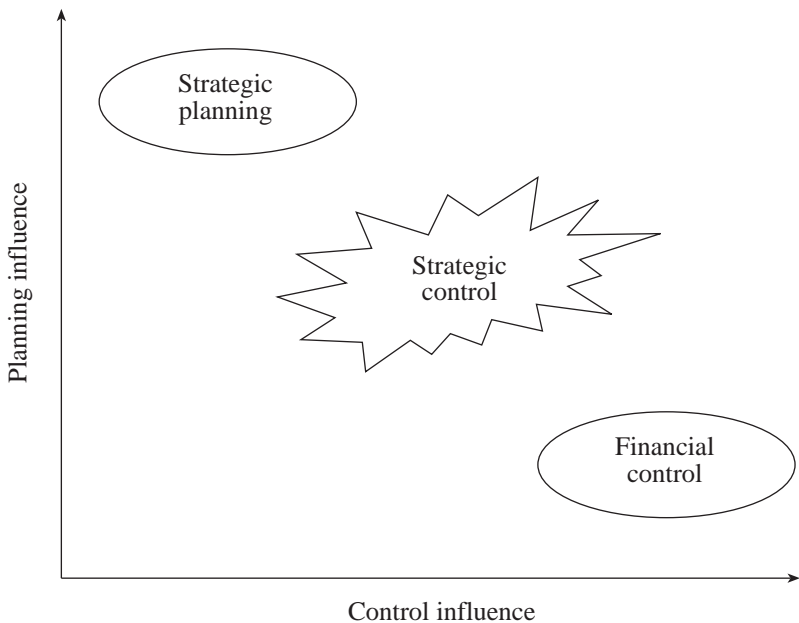 Strategic
planning
Strategic
control
Financial
control
Planning influence
Control influence